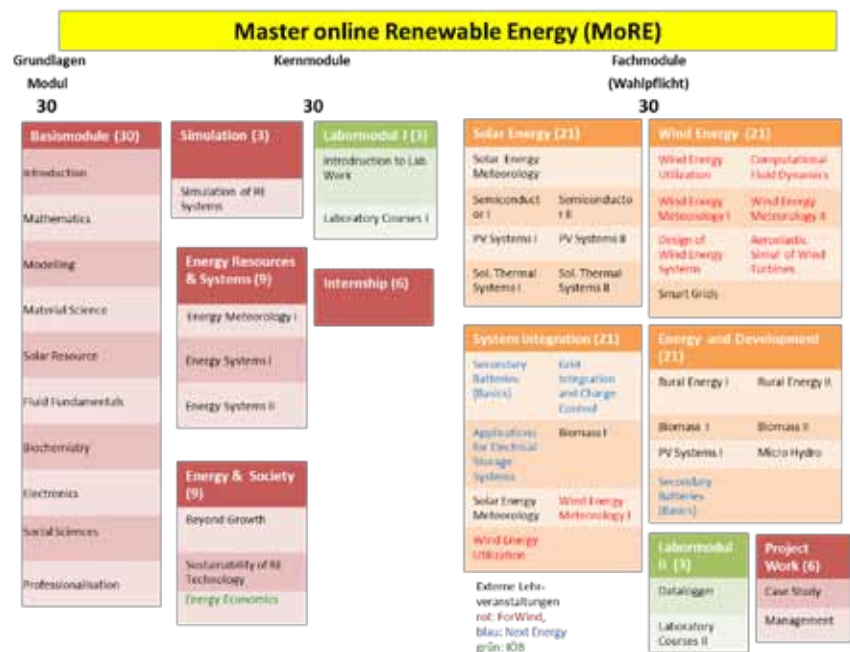 Master online Renewable Energy (MoRE)
Grundlagen
Modul
30
Kernmodule
30
Fachmodule
(Wahlpflicht)
30
Basismodule (30)
Introduction
Mathematics
Modelling
Material Science
Solar Resource
Fluid Fundamentals
Biochemistry
Electronics
Social Sciences
Professionalisation
Simulation (3)
Simulation of RE
Systems
Energy Resources
& Systems (9)
Energy Meteorology I
Energy Systems I
Energy Systems II
Energy & Society
(9)
Beyond Growth
Sustainability of RE
Technology
Energy Economics
Labormodul I (3)
Introdruction to Lab
Work
Laboratory Courses I
Internship (6)
Solar Energy (21)
Solar Energy
Meteorology
Semiconduct
or I
Semiconducto
r II
PV Systems I
PV Systems II
Sol. Thermal
Systems I
Sol. Thermal
Systems II
Wind Energy (21)
Wind Energy
Utilization
Computational
Fluid Dynamics
Wind Energy
Meteorology I
Wind Energy
Meteorology II
Design of
Wind Energy
Systems
Aeroelastic
Simul of Wind
Turbines
Smart Grids
System Integration (21)
Secondary
Batteries
(Basics)
Grid
Integration
and Charge
Control
Applications
for Electrical
Storage
Systems
Biomass I
Solar Energy
Meteorology
Wind Energy
Meteorology I
Wind Energy
Utilization
Energy and Development
(21)
Rural Energy I
Rural Energy II
Biomass I
Biomass II
PV Systems I
Micro Hydro
Secondary
Batteries
(Basics)
Externe Lehr-
veranstaltungen
rot: ForWind,
blau: Next Energy
grün: IÖB
Labormodul
II (3)
Datalogger
Laboratory
Courses II
Project
Work (6)
Case Study
Management